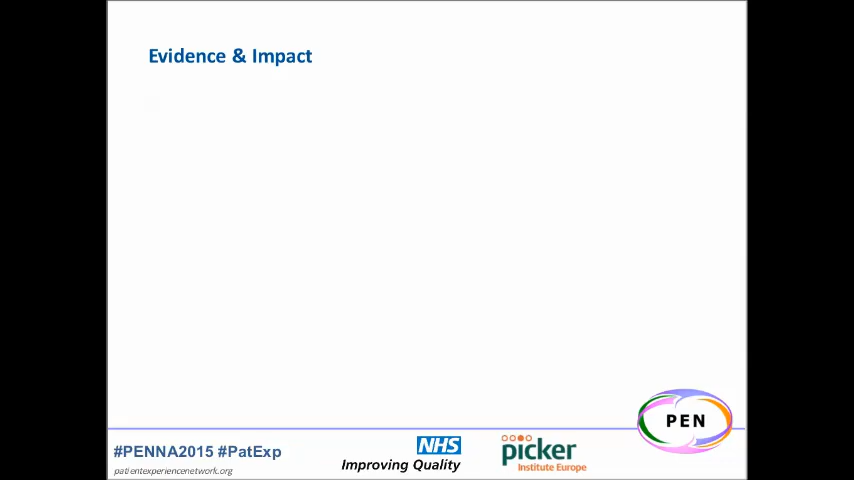 Evidence & Impact
PEN
#PENNA2015 #PatExp
NHS
Improving Quality
picker
Institute Europe
patientexperiencenetwork.org